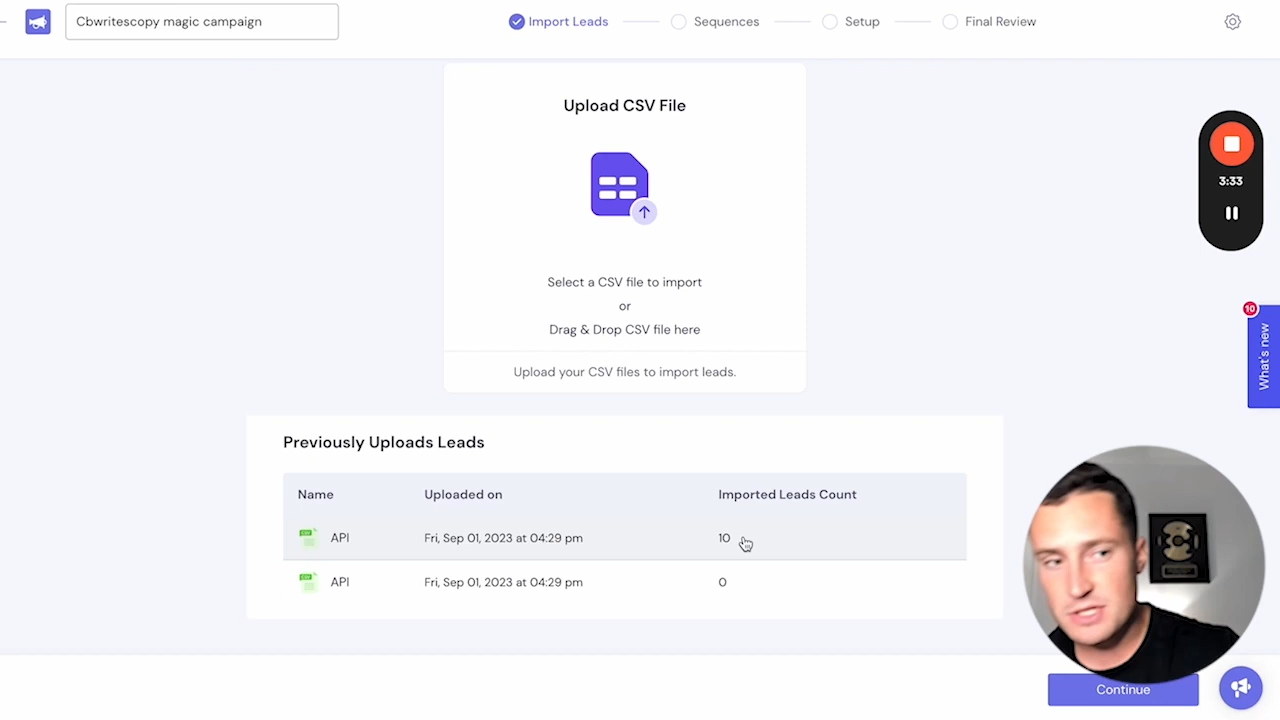 Cbwritescopy magic campaign
Import Leads
Sequences
Setup
Final Review
Upload CSV File
Select a CSV file to import
or
Drag & Drop CSV file here
Upload your CSV files to import leads.
3:33
10
What's new
Previously Uploads Leads
Name Uploaded on Imported Leads Count
API Fri, Sep 01, 2023 at 04:29 pm 10
API Fri, Sep 01, 2023 at 04:29 pm 0
Continue